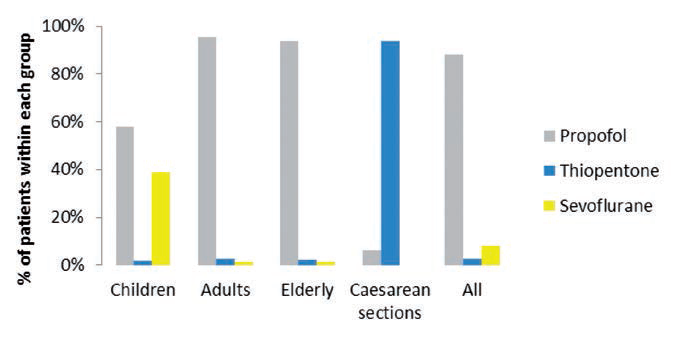 % of patients within each group
100%
80%
60%
40%
20%
0%
Children
Adults
Elderly
Caesarean
sections
All
Propofol
Thiopentone
Sevoflurane